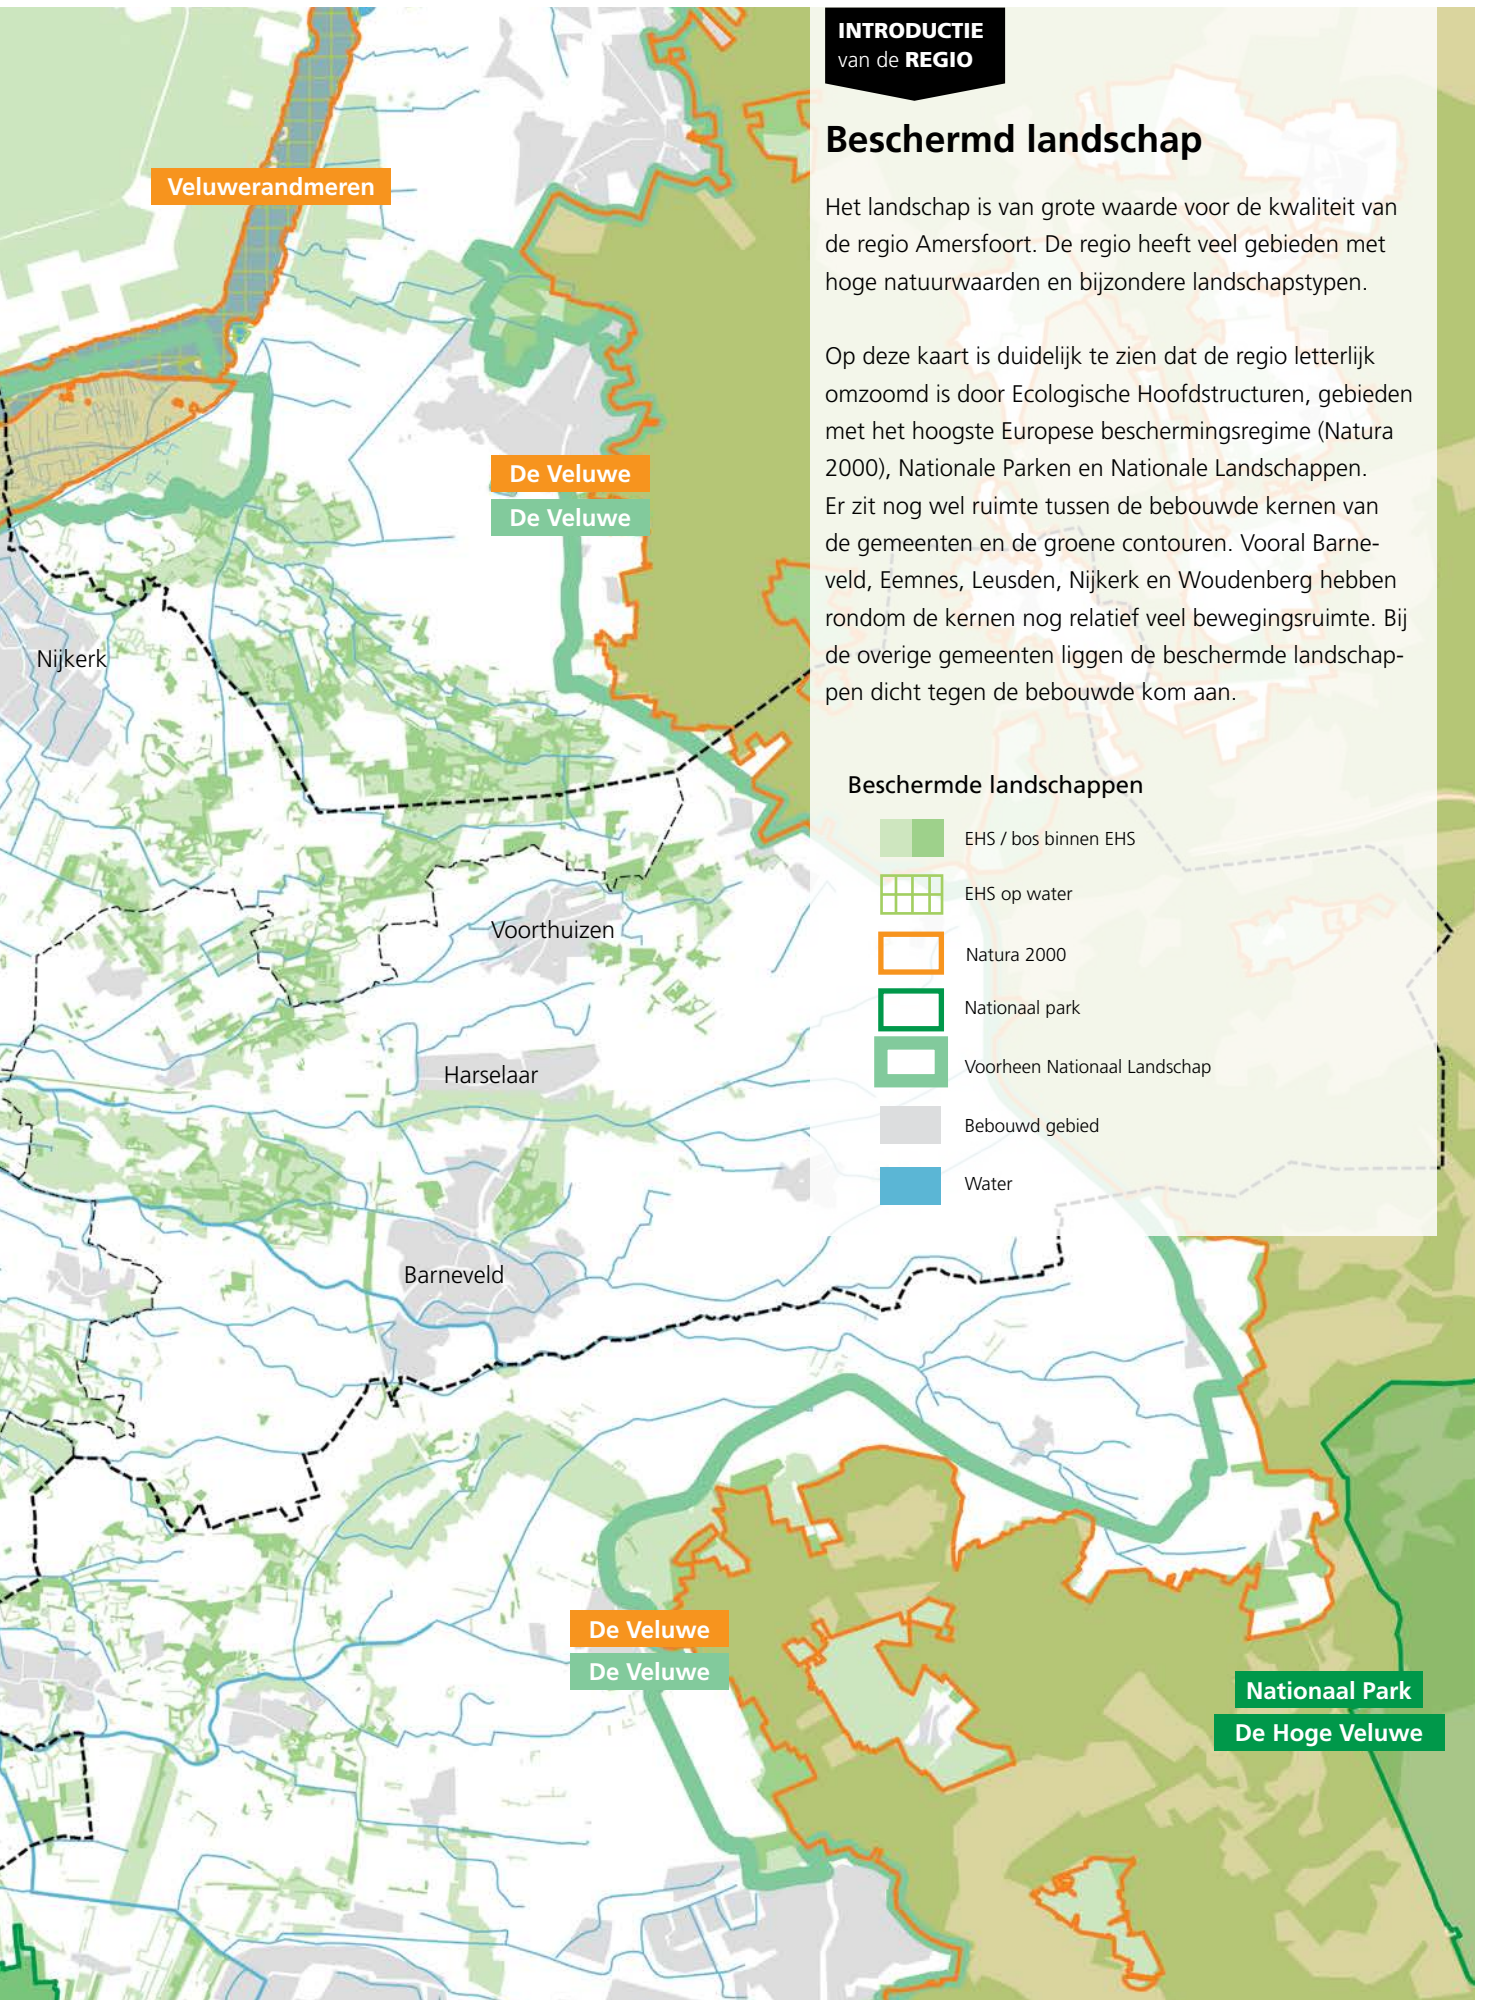 INTRODUCTIE
van de REGIO
Beschermd landschap
Het landschap is van grote waarde voor de kwaliteit van
de regio Amersfoort. De regio heeft veel gebieden met
hoge natuurwaarden en bijzondere landschapstypen.
Op deze kaart is duidelijk te zien dat de regio letterlijk
omzoomd is door Ecologische Hoofdstructuren, gebieden
met het hoogste Europese beschermingsregime (Natura
2000), Nationale Parken en Nationale Landschappen.
Er zit nog wel ruimte tussen de bebouwde kernen van
de gemeenten en de groene contouren. Vooral Barne-
veld, Eemnes, Leusden, Nijkerk en Woudenberg hebben
rondom de kernen nog relatief veel bewegingsruimte. Bij
de overige gemeenten liggen de beschermde landschap-
pen dicht tegen de bebouwde kom aan.
Beschermde landschappen
EHS / bos binnen EHS
EHS op water
Natura 2000
Nationaal park
Voorheen Nationaal Landschap
Bebouwd gebied
Water
Veluwerandmeren
De Veluwe
De Veluwe
Nijkerk
Voorthuizen
Harselaar
Barneveld
De Veluwe
De Veluwe
Nationaal Park
De Hoge Veluwe